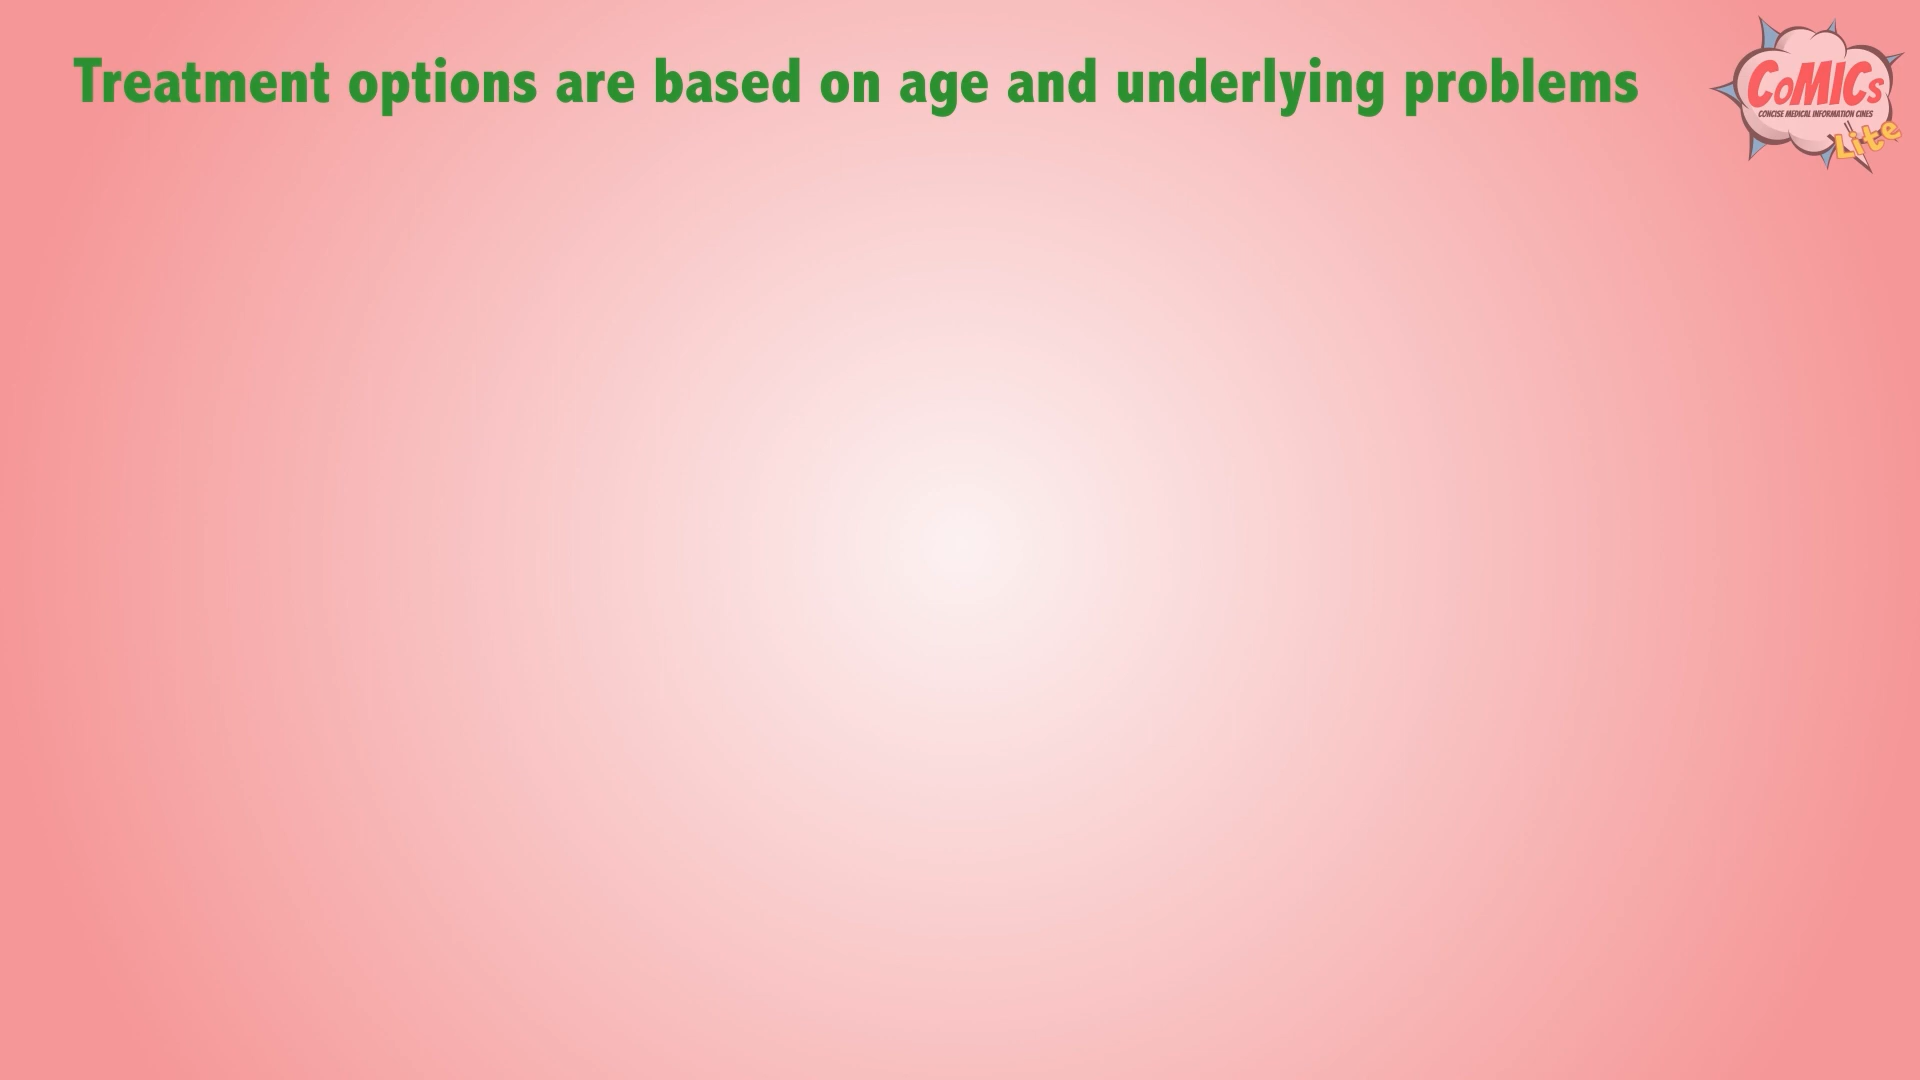 Treatment options are based on age and underlying problems
CoMICs
CONCISE MEDICAL INFORMATION CINES
Lite